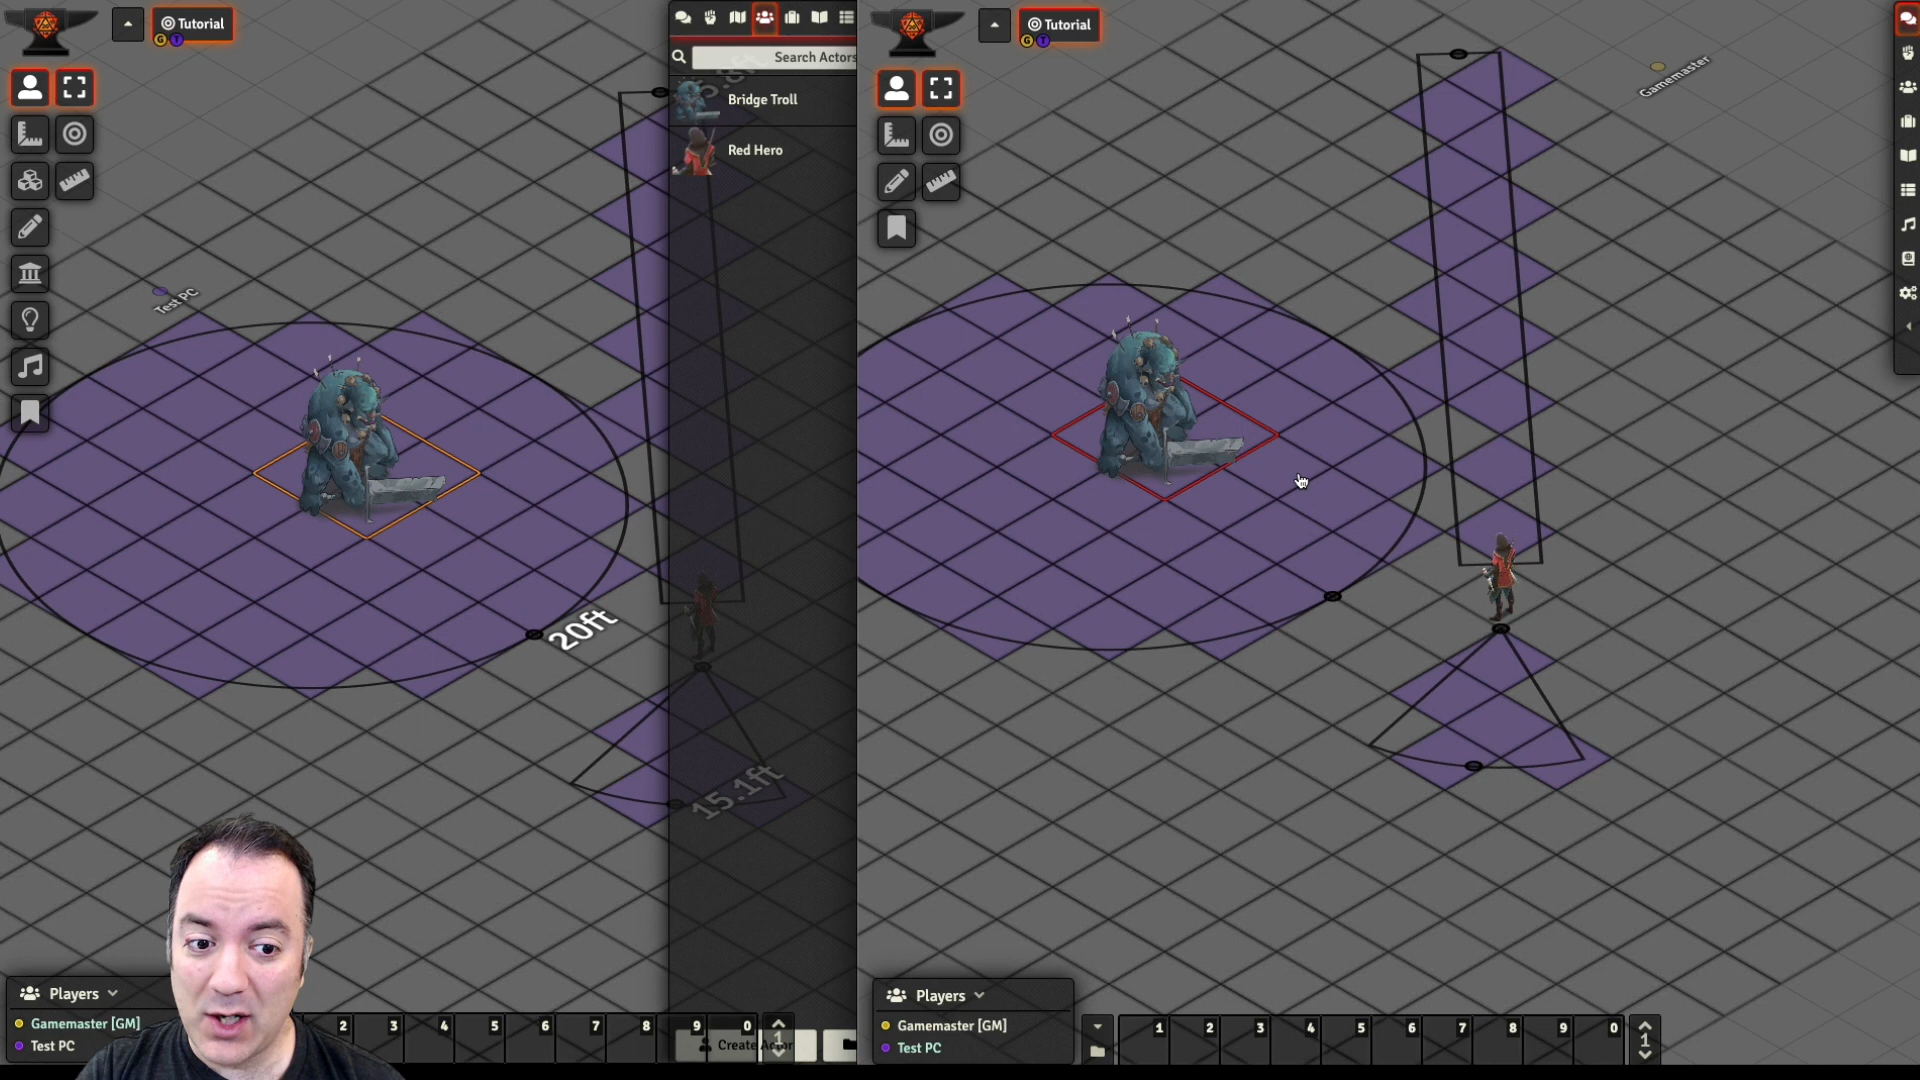 Tutorial
G T
Search Actors
Bridge Troll
Red Hero
Test PC
20ft
15.1ft
Players
Gamemaster [GM]
Test PC
2 3 4 5 6 7 8 9 0
1
Create Actor
Tutorial
G T
Gamemaster
Players
Gamemaster [GM]
Test PC
1 2 3 4 5 6 7 8 9 0
1